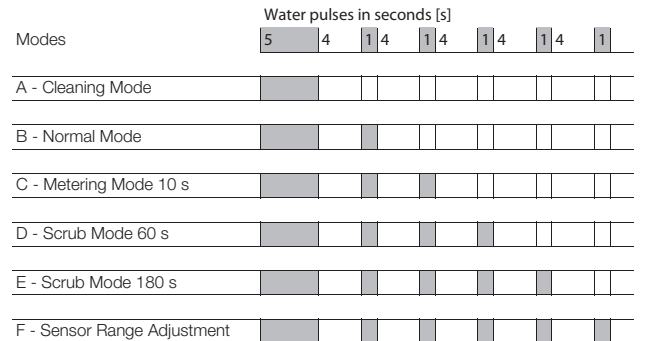 Water pulses in seconds [s]
Modes 5 4 1 4 1 4 1 4 1 4 1
A - Cleaning Mode
B - Normal Mode
C - Metering Mode 10 s
D - Scrub Mode 60 s
E - Scrub Mode 180 s
F - Sensor Range Adjustment